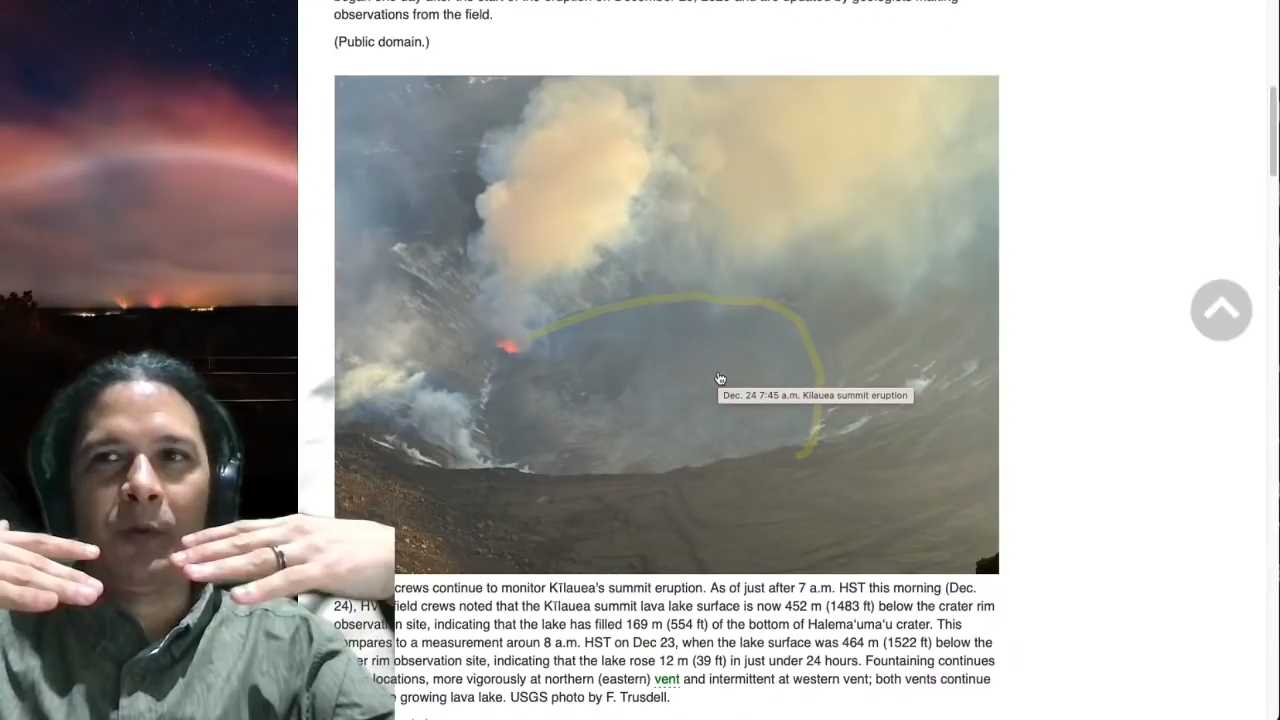 observations from the field.
(Public domain.)
Dec. 24 7:45 a.m. Kilauea summit eruption
crews continue to monitor Kīlauea's summit eruption. As of just after 7 a.m. HST this morning (Dec.
24), field crews noted that the Kīlauea summit lava lake surface is now 452 m (1483 ft) below the crater rim
observation site, indicating that the lake has filled 169 m (554 ft) of the bottom of Halema'uma'u crater. This
to a measurement aroun 8 a.m. HST on Dec 23, when the lake surface was 464 m (1522 ft) below the
rim observation site, indicating that the lake rose 12 m (39 ft) in just under 24 hours. Fountaining continues
locations, more vigorously at northern (eastern) vent and intermittent at western vent; both vents continue
growing lava lake. USGS photo by F. Trusdell.